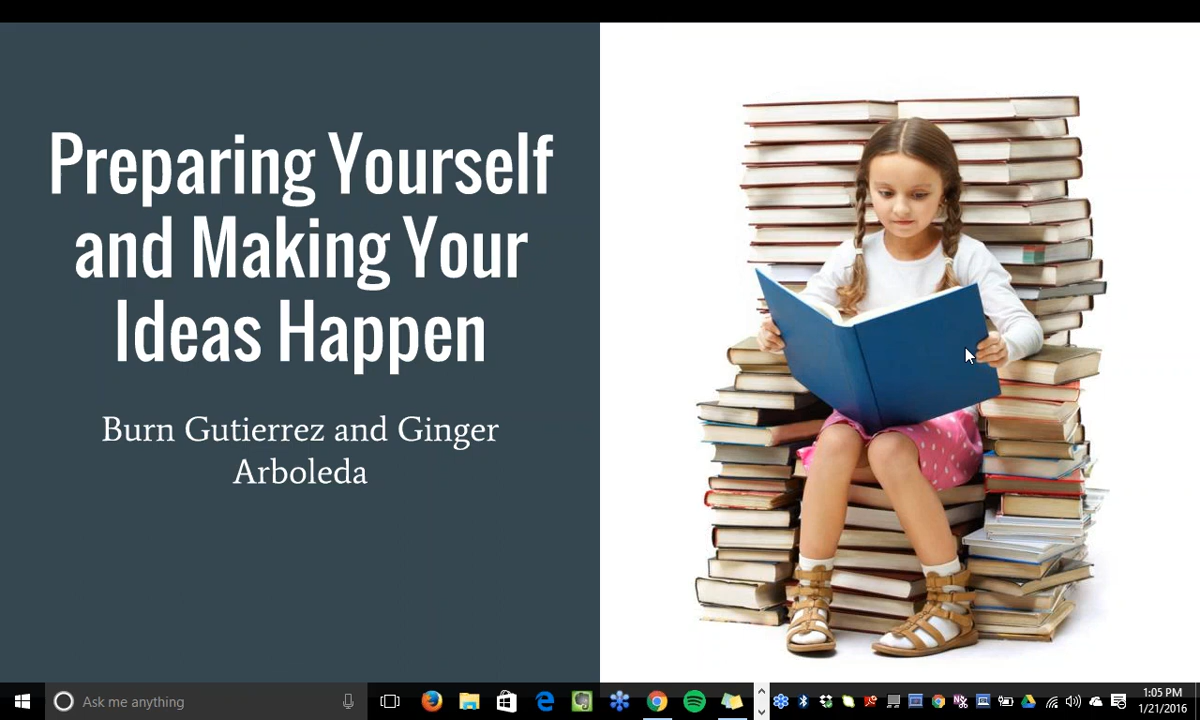 Preparing Yourself
and Making Your
Ideas Happen
Burn Gutierrez and Ginger
Arboleda
Ask me anything
1:05 PM
1/21/2016